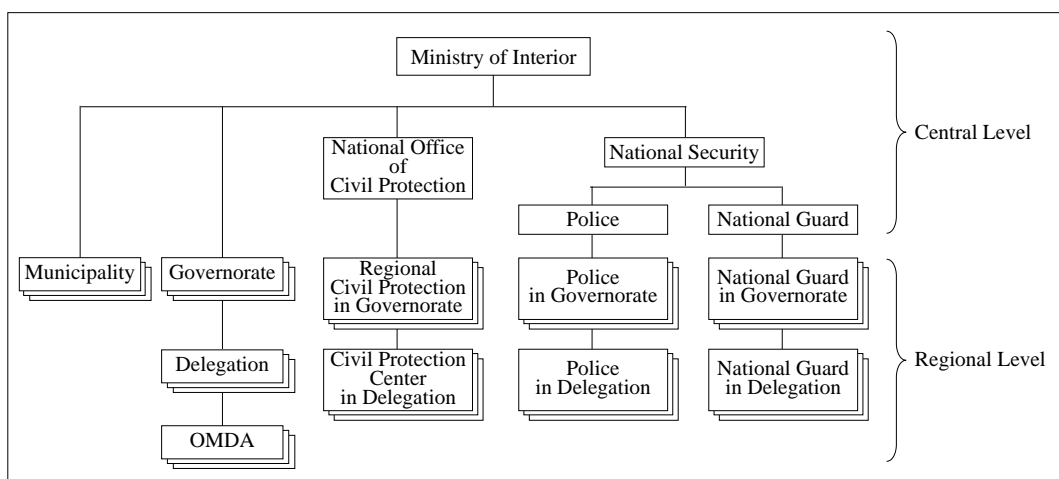 Ministry of Interior
Central Level
National Office
of
Civil Protection
National Security
Police
National Guard
Municipality
Governorate
Regional
Civil Protection
in Governorate
Police
in Governorate
National Guard
in Governorate
Regional Level
Delegation
Civil Protection
Center
in Delegation
Police
in Delegation
National Guard
in Delegation
OMDA